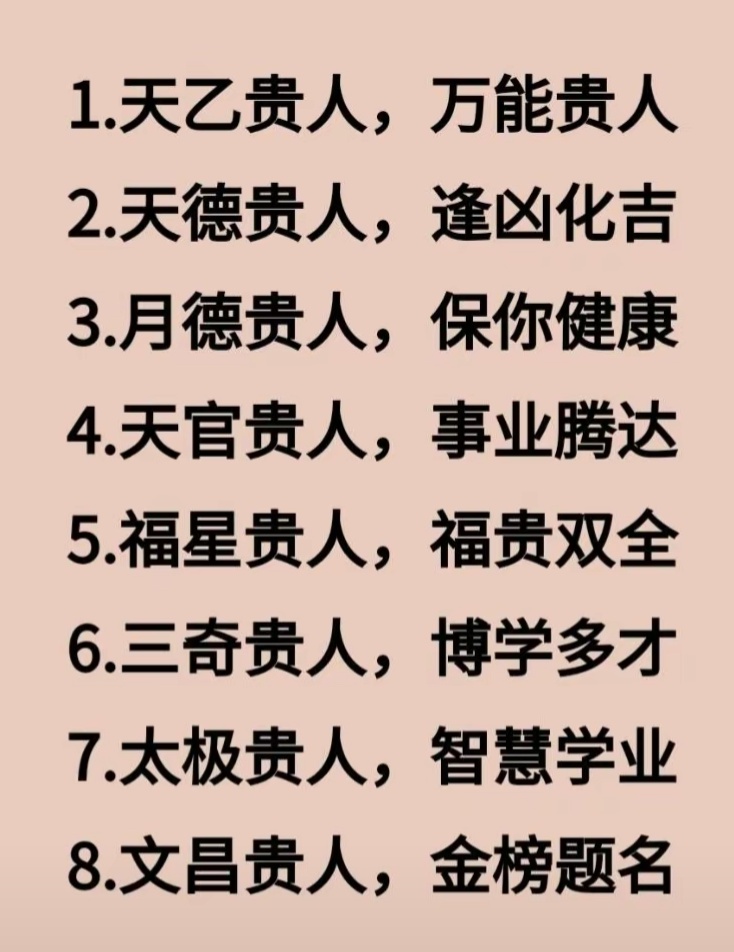 1.天乙贵人，万能贵人
2.天德贵人，逢凶化吉
3.月德贵人，保你健康
4.天官贵人，事业腾达
5.福星贵人，福贵双全
6.三奇贵人，博学多才
7.太极贵人，智慧学业
8.文昌贵人，金榜题名